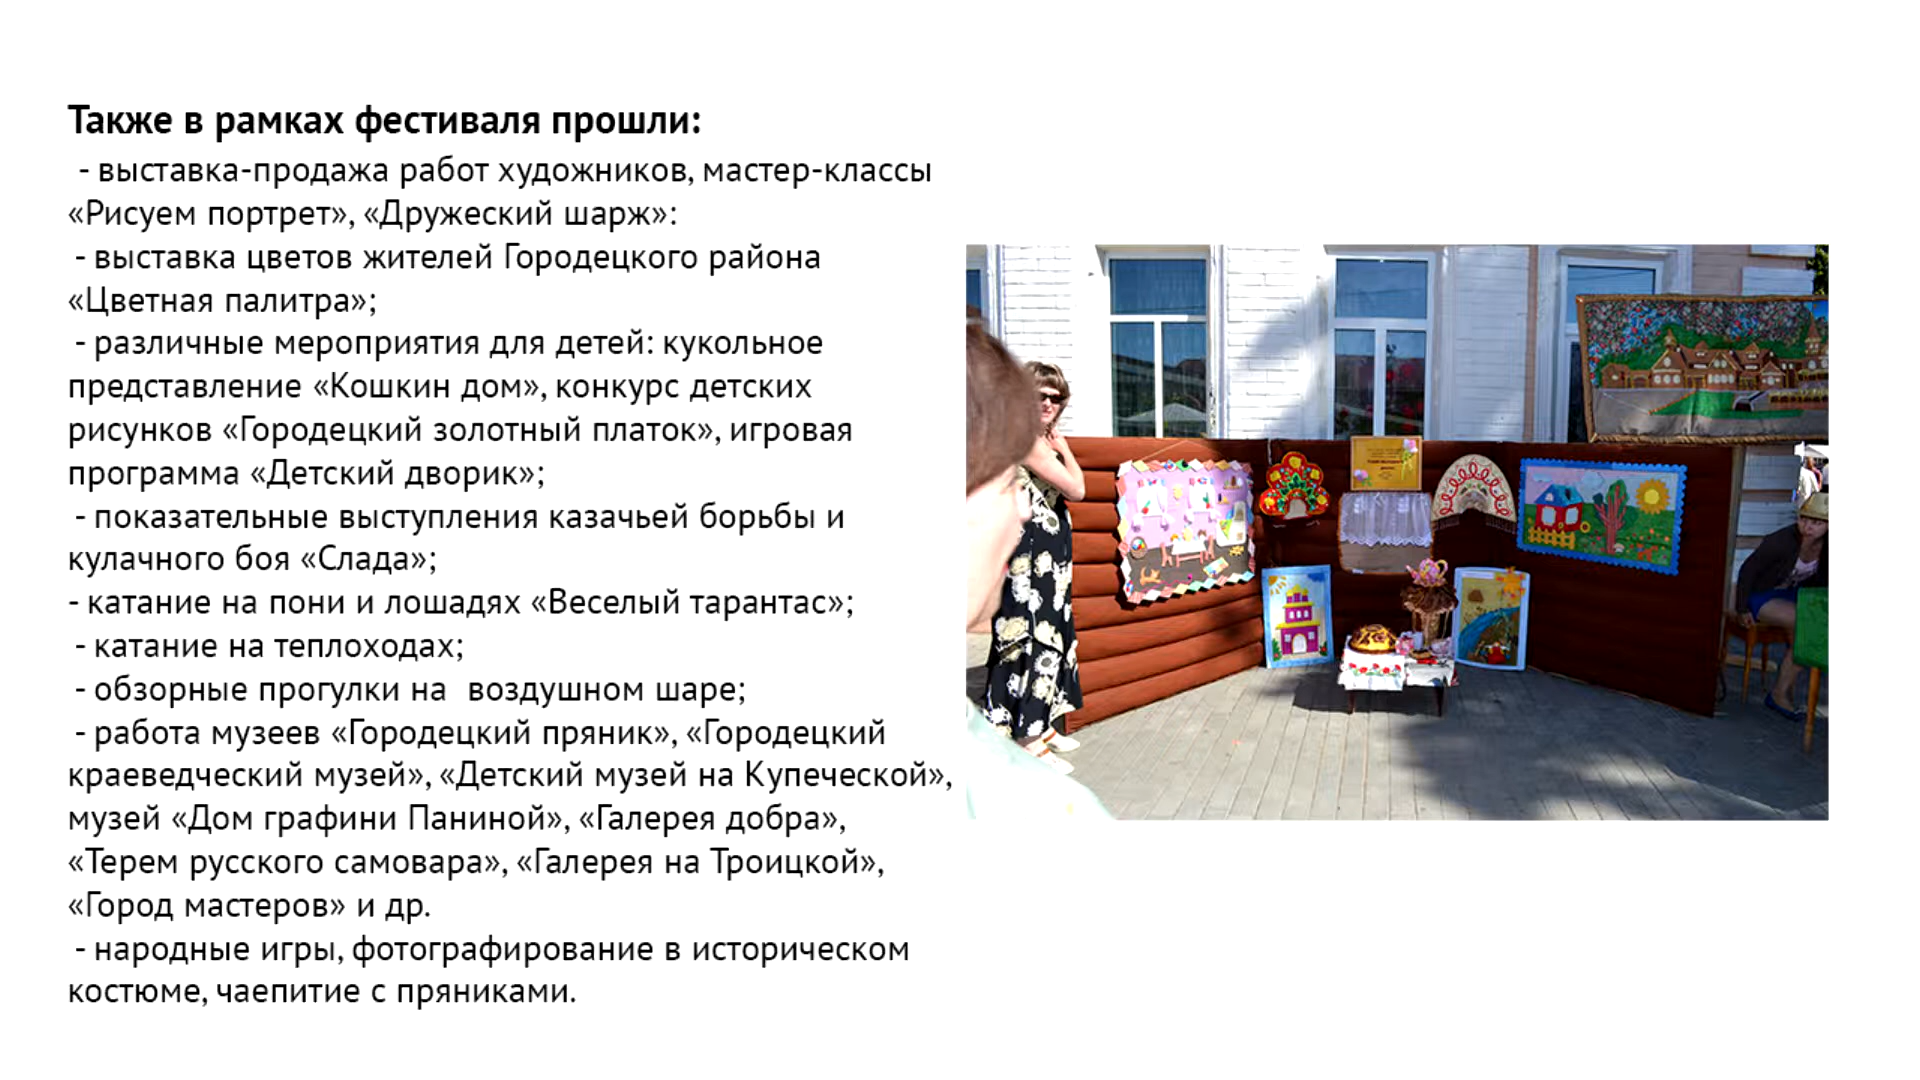 Также в рамках фестиваля прошли:
- выставка-продажа работ художников, мастер-классы
«Рисуем портрет», «Дружеский шарж»:
- выставка цветов жителей Городецкого района
«Цветная палитра»;
- различные мероприятия для детей: кукольное
представление «Кошкин дом», конкурс детских
рисунков «Городецкий золотный платок», игровая
программа «Детский дворик»;
- показательные выступления казачьей борьбы и
кулачного боя «Слада»;
- катание на пони и лошадях «Веселый тарантас»;
- катание на теплоходах;
- обзорные прогулки на  воздушном шаре;
- работа музеев «Городецкий пряник», «Городецкий
краеведческий музей», «Детский музей на Купеческой»,
музей «Дом графини Паниной», «Галерея добра»,
«Терем русского самовара», «Галерея на Троицкой»,
«Город мастеров» и др.
- народные игры, фотографирование в историческом
костюме, чаепитие с пряниками.